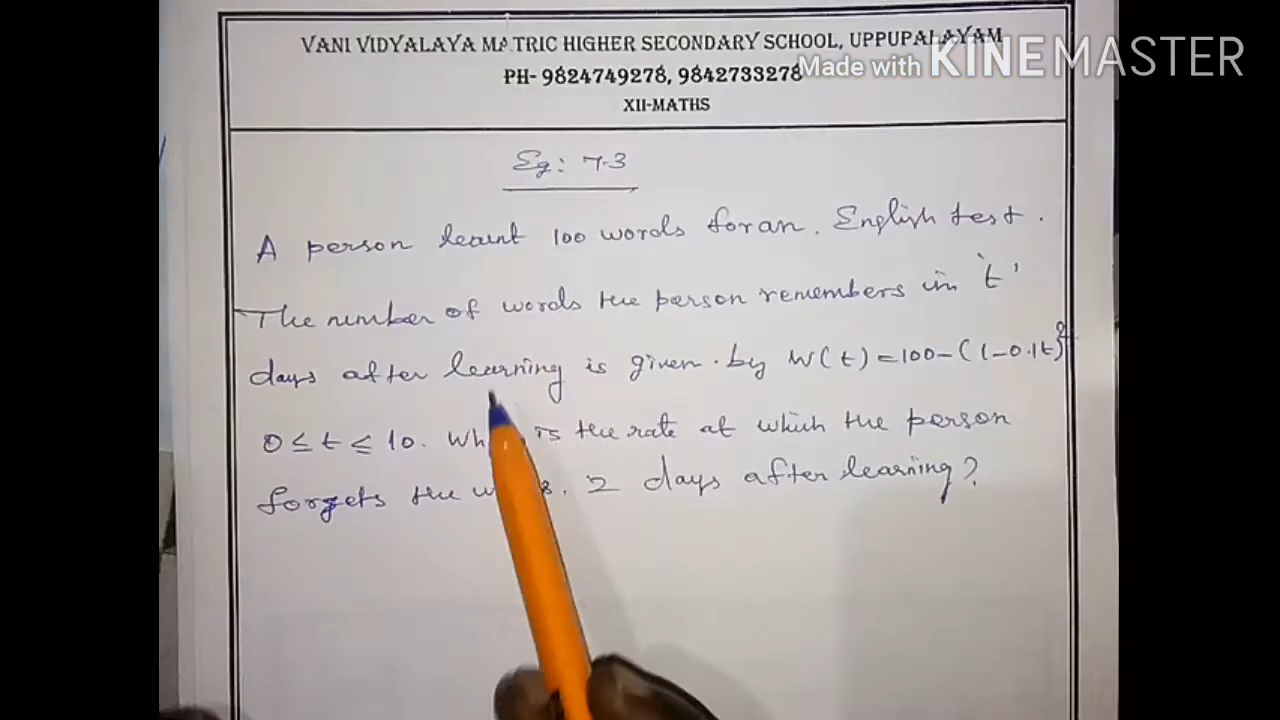 VANI VIDYALAYA MATRIC HIGHER SECONDARY SCHOOL, UPPUPALAYAM
PH- 9824749278, 9842733278
Made with KINEMASTER
XII-MATHS
Eg: 7.3
A person learnt 100 words for an. English test.
The number of words the person remembers in 't'
days after learning is given by W(t) = 100-(1-0.1t)²
0 ≤ t ≤ 10. is the rate at which the person
forgets the 2 days after learning?